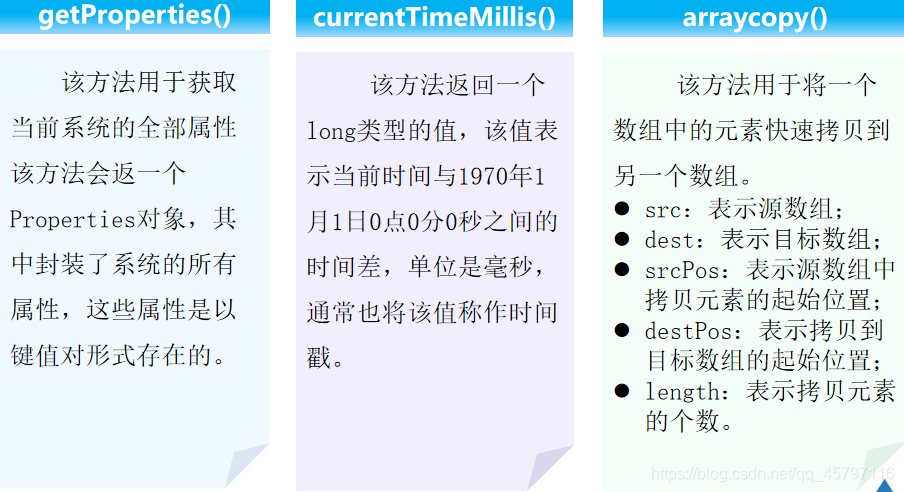 getProperties()
该方法用于获取
当前系统的全部属性
该方法会返一个
Properties对象，其
中封装了系统的所有
属性，这些属性是以
键值对形式存在的。
currentTimeMillis()
该方法返回一个
long类型的值，该值表
示当前时间与1970年1
月1日0点0分0秒之间的
时间差，单位是毫秒，
通常也将该值称作时间
戳。
arraycopy()
该方法用于将一个
数组中的元素快速拷贝到
另一个数组。
● src：表示源数组；
● dest：表示目标数组；
● srcPos：表示源数组中
拷贝元素的起始位置；
● destPos：表示拷贝到
目标数组的起始位置；
● length：表示拷贝元素
的个数。
https://blog.csdn.net/qq_45797116